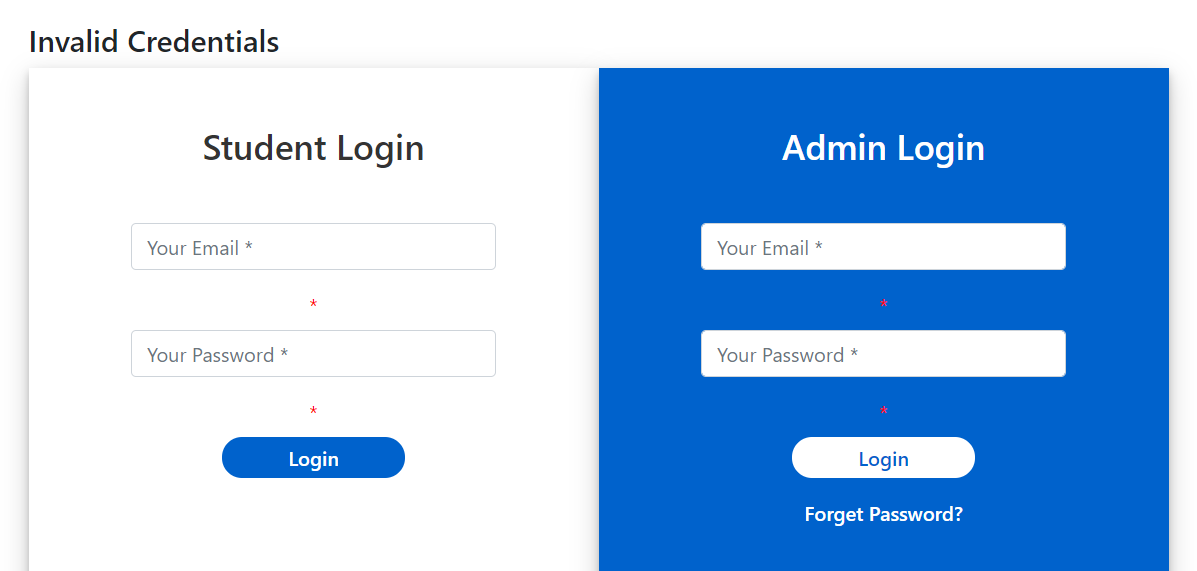 Invalid Credentials
Student Login
Your Email *
*
Your Password *
*
Login
Admin Login
Your Email *
*
Your Password *
*
Login
Forget Password?